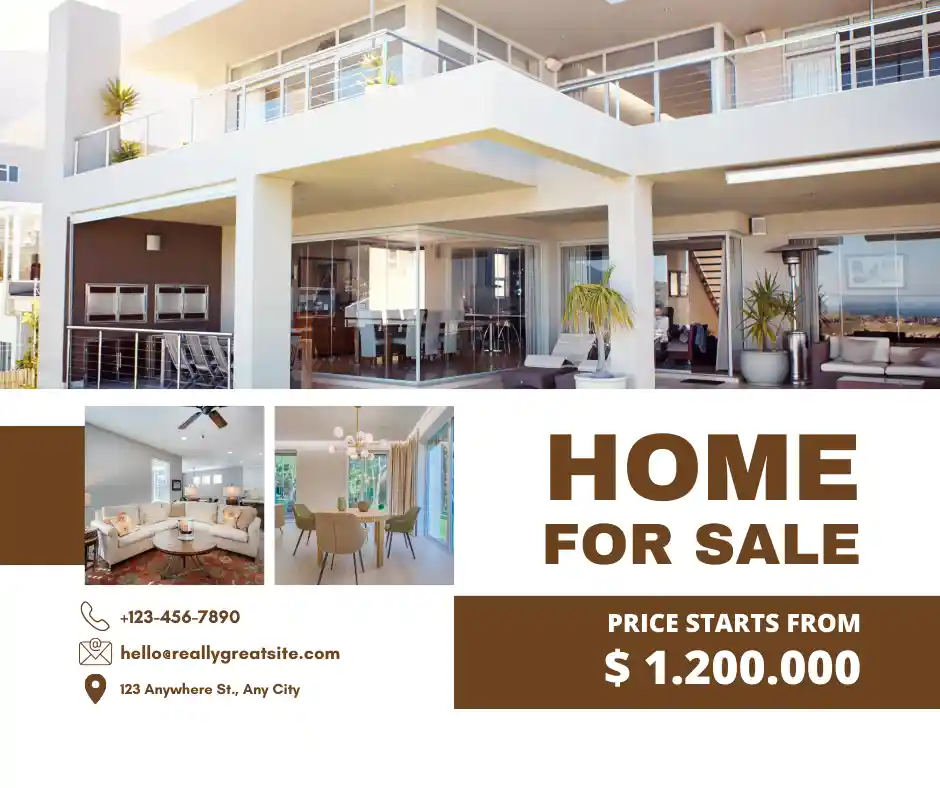 HOME
FOR SALE
PRICE STARTS FROM
$ 1.200.000
+123-456-7890
hello@reallygreatsite.com
123 Anywhere St., Any City